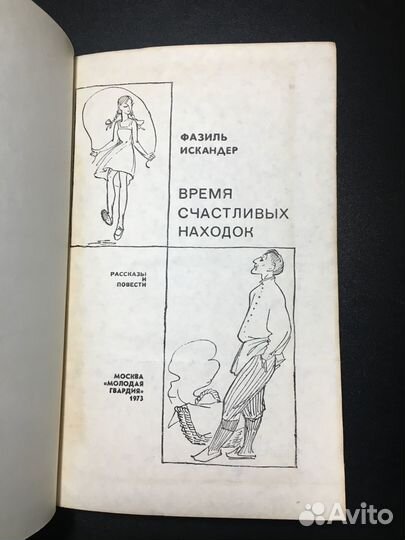 ФАЗИЛЬ
ИСКАНДЕР
ВРЕМЯ
СЧАСТЛИВЫХ
НАХОДОК
РАССКАЗЫ
И
ПОВЕСТИ
МОСКВА
«МОЛОДАЯ
ГВАРДИЯ»
1973
Avito